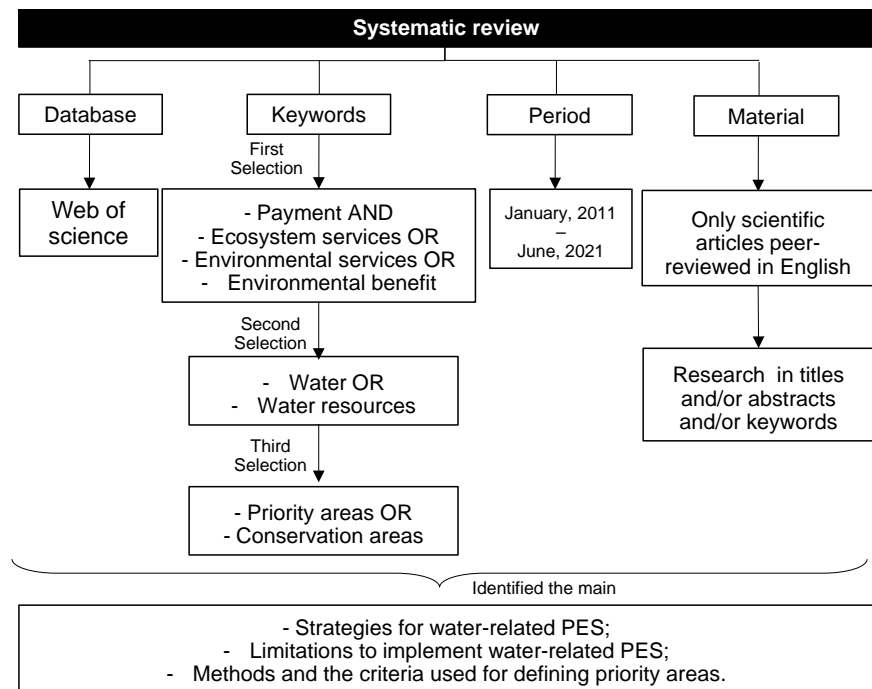 Systematic review
Database
Keywords
Period
Material
First
Selection
Web of
science
- Payment AND
- Ecosystem services OR
- Environmental services OR
- Environmental benefit
January, 2011
–
June, 2021
Only scientific
articles peer-
reviewed in English
Second
Selection
- Water OR
- Water resources
Research in titles
and/or abstracts
and/or keywords
Third
Selection
- Priority areas OR
- Conservation areas
Identified the main
- Strategies for water-related PES;
- Limitations to implement water-related PES;
- Methods and the criteria used for defining priority areas.